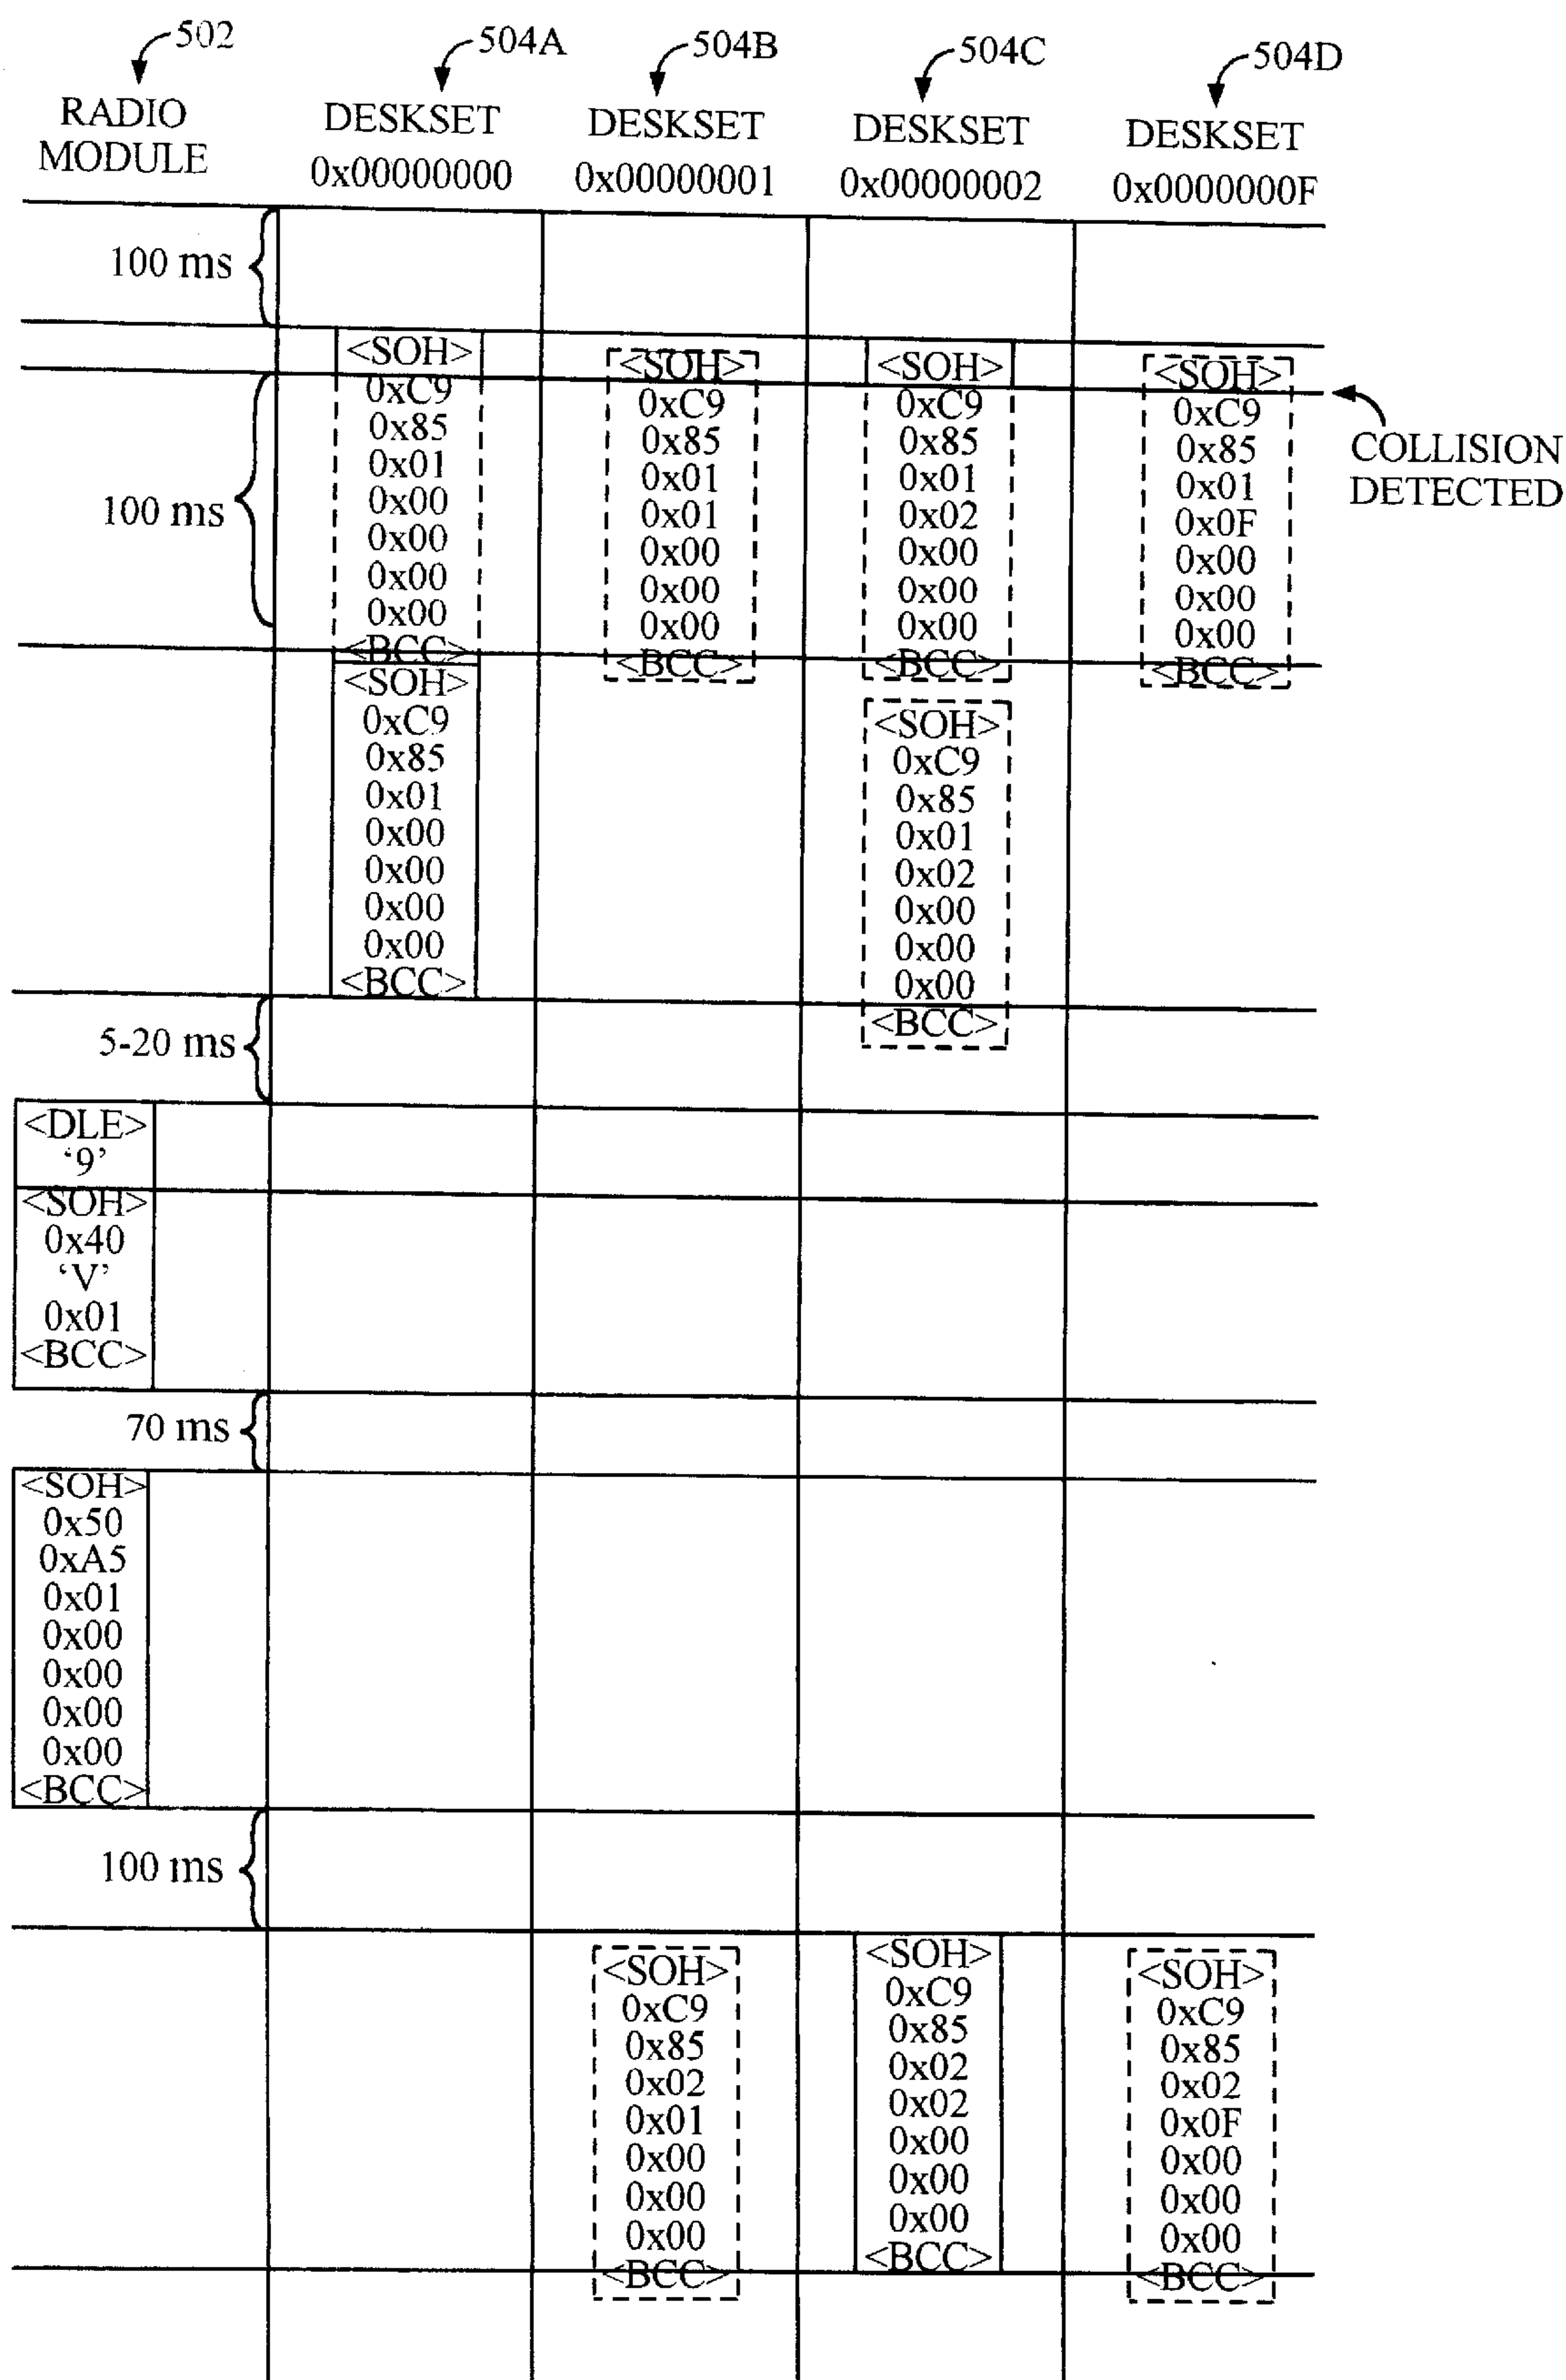 502
504A
504B
504C
504D
RADIO
MODULE
DESKSET
0x00000000
DESKSET
0x00000001
DESKSET
0x00000002
DESKSET
0x0000000F
100 ms
<SOH>
0xC9
0x85
0x01
0x00
0x00
0x00
0x00
<BCC>
<SOH>
0xC9
0x85
0x01
0x01
0x00
0x00
0x00
<BCC>
<SOH>
0xC9
0x85
0x01
0x02
0x00
0x00
0x00
<BCC>
<SOH>
0xC9
0x85
0x01
0x0F
0x00
0x00
0x00
<BCC>
COLLISION
DETECTED
100 ms
<SOH>
0xC9
0x85
0x01
0x00
0x00
0x00
0x00
<BCC>
<SOH>
0xC9
0x85
0x01
0x02
0x00
0x00
0x00
<BCC>
5-20 ms
<DLE>
‘9’
<SOH>
0x40
‘V’
0x01
<BCC>
70 ms
<SOH>
0x50
0xA5
0x01
0x00
0x00
0x00
0x00
<BCC>
100 ms
<SOH>
0xC9
0x85
0x02
0x01
0x00
0x00
0x00
<BCC>
<SOH>
0xC9
0x85
0x02
0x02
0x00
0x00
0x00
<BCC>
<SOH>
0xC9
0x85
0x02
0x0F
0x00
0x00
0x00
<BCC>